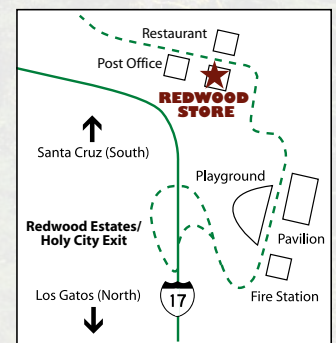 Restaurant
Post Office
REDWOOD
STORE
Santa Cruz (South)
Playground
Redwood Estates/
Holy City Exit
Pavilion
Los Gatos (North)
17
Fire Station